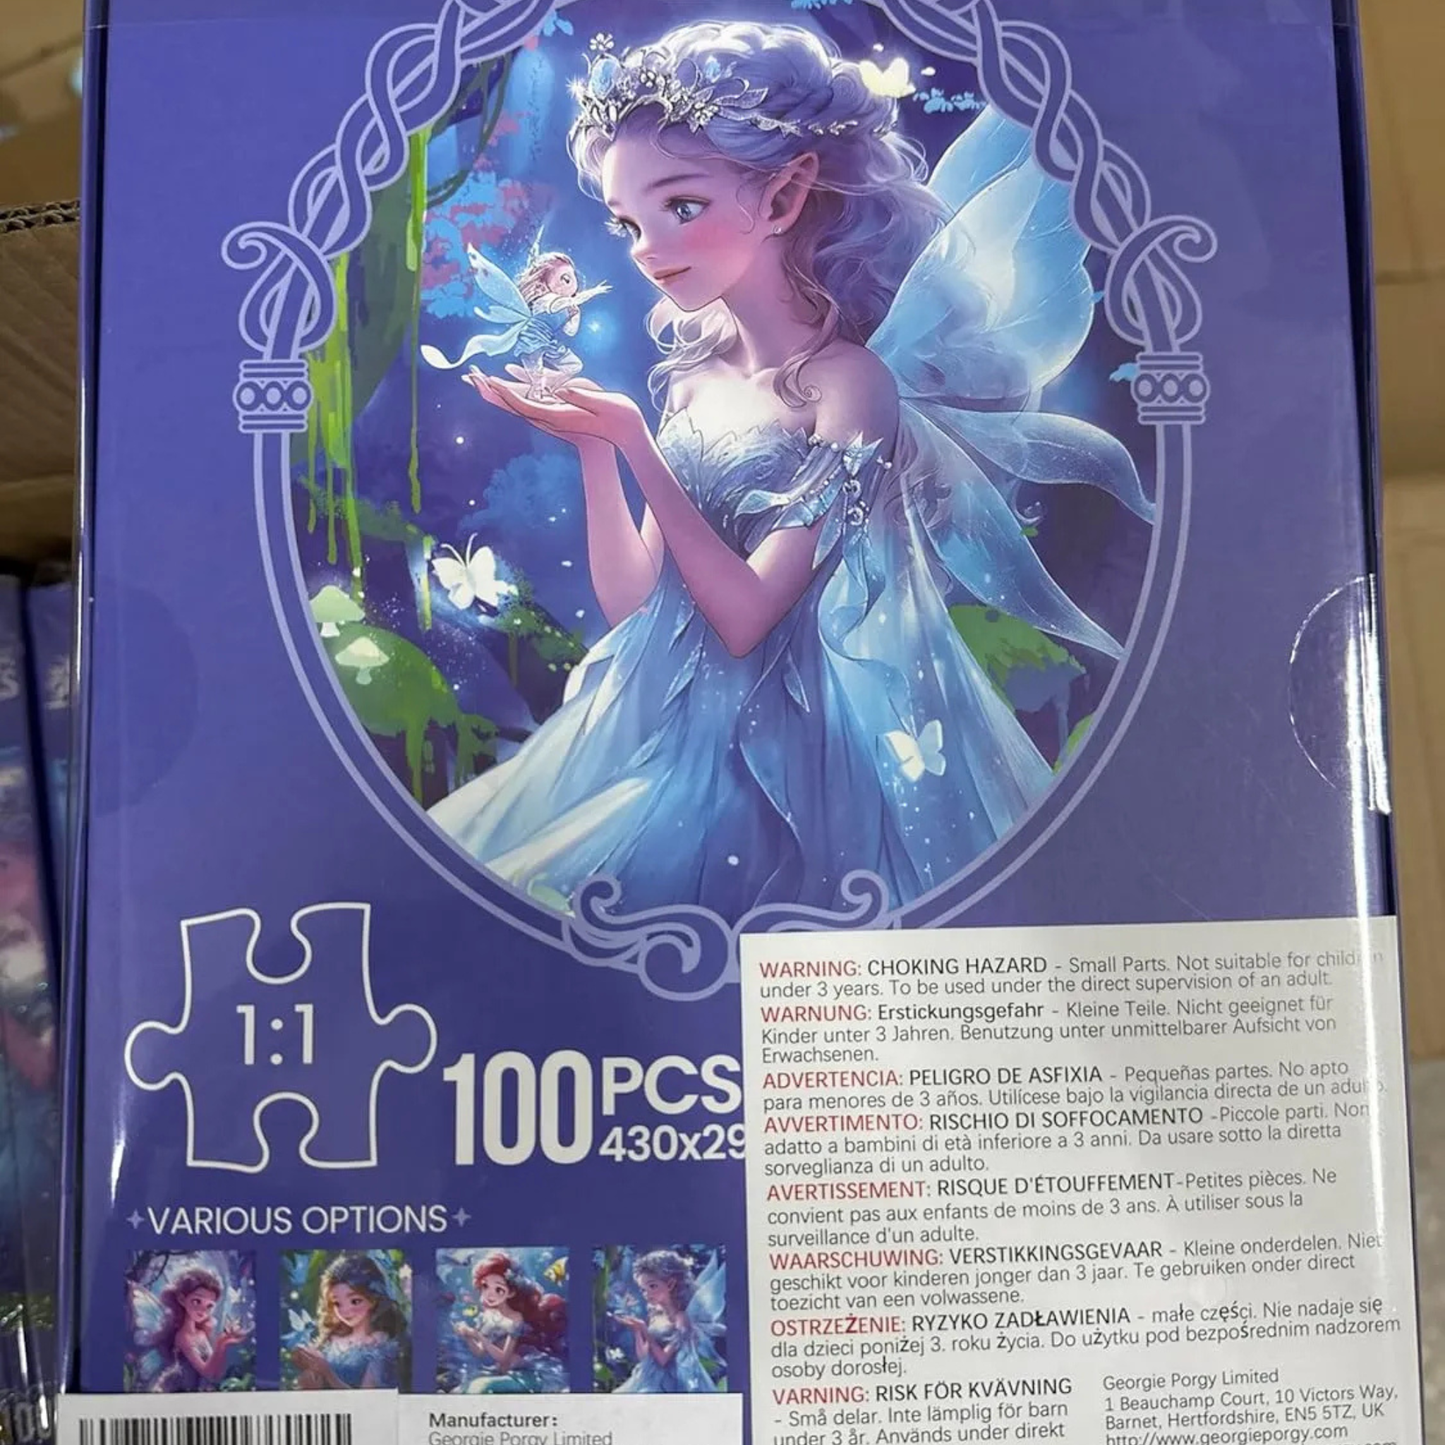 1:1
100 PCS
430x29
VARIOUS OPTIONS
WARNING: CHOKING HAZARD - Small Parts. Not suitable for
under 3 years. To be used under the direct supervision of an adult.
WARNUNG: Erstickungsgefahr - Kleine Teile. Nicht geeignet für
Kinder unter 3 Jahren. Benutzung unter unmittelbarer Aufsicht von
Erwachsenen.
ADVERTENCIA: PELIGRO DE ASFIXIA - Pequeñas partes. No apto
para menores de 3 años. Utilícese bajo la vigilancia directa de un
AVVERTIMENTO: RISCHIO DI SOFFOCAMENTO -Piccole parti. Non
adatto a bambini di età inferiore a 3 anni. Da usare sotto la diretta
sorveglianza di un adulto.
AVERTISSEMENT: RISQUE D'ÉTOUFFEMENT-Petites pièces. Ne
convient pas aux enfants de moins de 3 ans. À utiliser sous la
surveillance d'un adulte.
WAARSCHUWING: VERSTIKKINGSGEVAAR - Kleine onderdelen. Niet
geschikt voor kinderen jonger dan 3 jaar. Te gebruiken onder direct
toezicht van een volwassene.
OSTRZEŻENIE: RYZYKO ZADŁAWIENIA - małe części. Nie nadaje się
dla dzieci poniżej 3. roku życia. Do użytku pod bezpośrednim nadzorem
osoby dorosłej.
VARNING: RISK FÖR KVÄVNING
- Små delar. Inte lämplig för barn
under 3 år. Används under direkt
Georgie Porgy Limited
1 Beauchamp Court, 10 Victors Way,
Barnet, Hertfordshire, EN5 5TZ, UK
http://www.georgieporgy.com
Manufacturer:
Georgie Porgy Limited